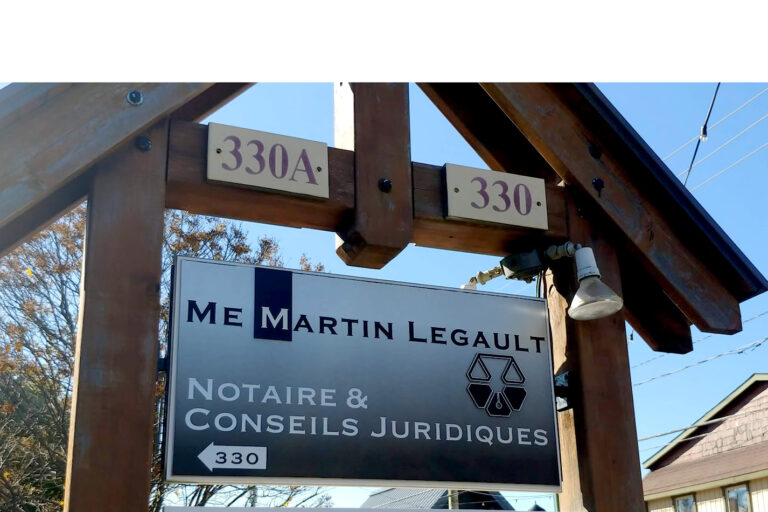 330A
330
Me Martin Legault
Notaire &
Conseils Juridiques
330